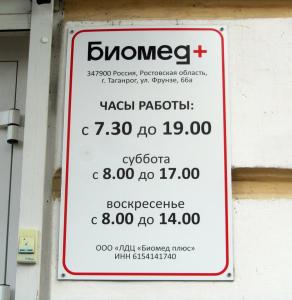 Биомед+
347900 Россия, Ростовская область,
г. Таганрог, ул. Фрунзе, 66а
ЧАСЫ РАБОТЫ:
с 7.30 до 19.00
суббота
с 8.00 до 17.00
воскресенье
с 8.00 до 14.00
ООО «ЛДЦ «Биомед плюс»
ИНН 6154141740